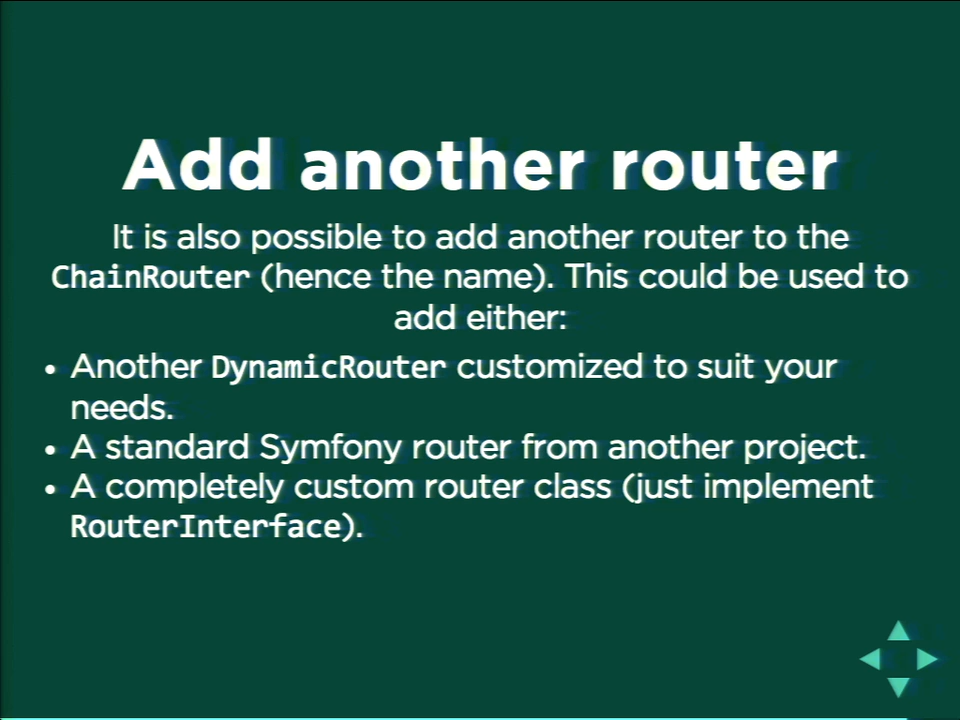 Add another router
It is also possible to add another router to the
ChainRouter (hence the name). This could be used to
add either:
• Another DynamicRouter customized to suit your
needs.
• A standard Symfony router from another project.
• A completely custom router class (just implement
RouterInterface).